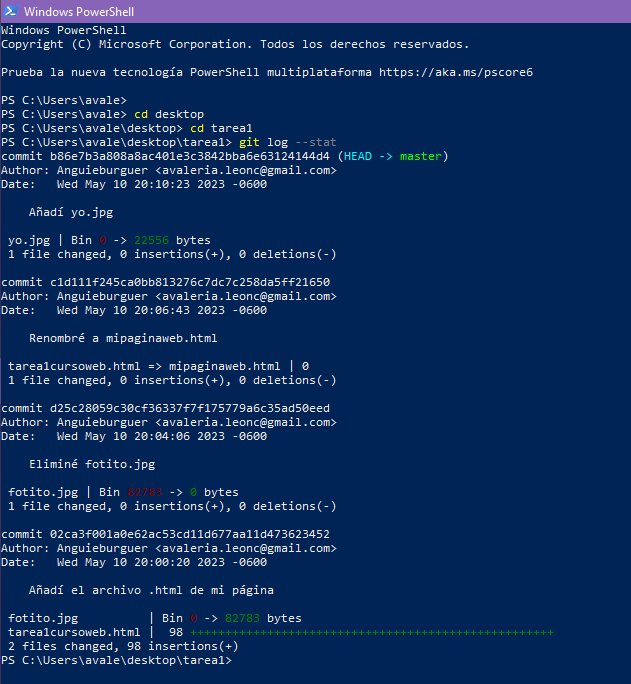 Windows PowerShell
Windows PowerShell
Copyright (C) Microsoft Corporation. Todos los derechos reservados.
Prueba la nueva tecnología PowerShell multiplataforma https://aka.ms/pscore6
PS C:\Users\avale>
PS C:\Users\avale> cd desktop
PS C:\Users\avale\desktop> cd tarea1
PS C:\Users\avale\desktop\tarea1> git log --stat
commit b86e7b3a808a8ac401e3c3842bba6e63124144d4 (HEAD -> master)
Author: Anguieburguer <avaleria.leonc@gmail.com>
Date:   Wed May 10 20:10:23 2023 -0600
Añadí yo.jpg
yo.jpg | Bin 0 -> 22556 bytes
1 file changed, 0 insertions(+), 0 deletions(-)
commit c1d111f245ca0bb813276c7dc7c258da5ff21650
Author: Anguieburguer <avaleria.leonc@gmail.com>
Date:   Wed May 10 20:06:43 2023 -0600
Renombré a mipaginaweb.html
tarea1cursoweb.html => mipaginaweb.html | 0
1 file changed, 0 insertions(+), 0 deletions(-)
commit d25c28059c30cf36337f7f175779a6c35ad50eed
Author: Anguieburguer <avaleria.leonc@gmail.com>
Date:   Wed May 10 20:04:06 2023 -0600
Eliminé fotito.jpg
fotito.jpg | Bin 82783 -> 0 bytes
1 file changed, 0 insertions(+), 0 deletions(-)
commit 02ca3f001a0e62ac53cd11d677aa11d473623452
Author: Anguieburguer <avaleria.leonc@gmail.com>
Date:   Wed May 10 20:00:20 2023 -0600
Añadí el archivo .html de mi página
fotito.jpg          | Bin 0 -> 82783 bytes
tarea1cursoweb.html |  98 ++++++++++++++++++++++++++++++++++++++++++++++++++++
2 files changed, 98 insertions(+)
PS C:\Users\avale\desktop\tarea1>